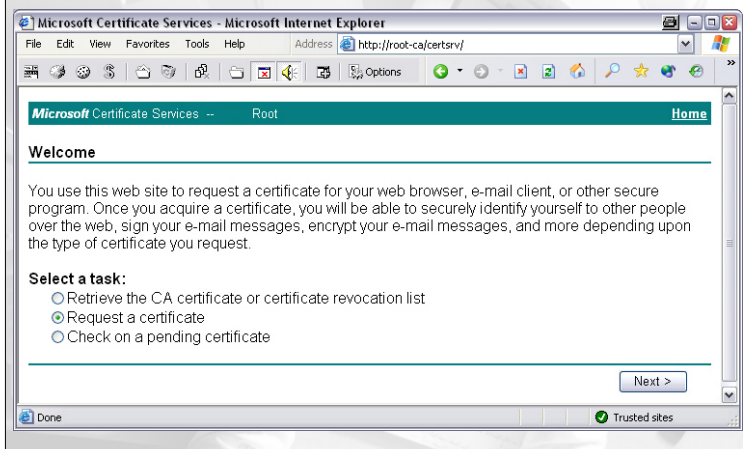 Microsoft Certificate Services - Microsoft Internet Explorer
File Edit View Favorites Tools Help Address http://root-ca/certsrv/
Options
Microsoft Certificate Services -- Root Home
Welcome
You use this web site to request a certificate for your web browser, e-mail client, or other secure
program. Once you acquire a certificate, you will be able to securely identify yourself to other people
over the web, sign your e-mail messages, encrypt your e-mail messages, and more depending upon
the type of certificate you request.
Select a task:
Retrieve the CA certificate or certificate revocation list
Request a certificate
Check on a pending certificate
Next >
Done Trusted sites